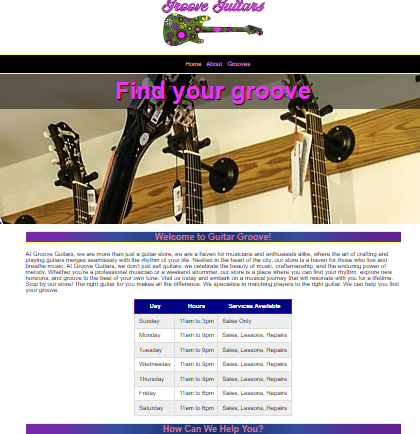 Groove Guitars
Home About Grooves
Find your groove
Welcome to Guitar Groove!
At Groove Guitars, we are more than just a guitar store; we are a haven for musicians and enthusiasts alike, where the art of crafting and
playing guitars merges seamlessly with the rhythm of your life. Nestled in the heart of the city, our store is a haven for those who live and
breathe music. At Groove Guitars, we don't just sell guitars; we celebrate the beauty of music, craftsmanship, and the enduring power of
melody. Whether you're a professional musician or a weekend strummer, our store is a place where you can find your rhythm, explore new
horizons, and groove to the beat of your own tune. Visit us today and embark on a musical journey that will resonate with you for a lifetime.
Stop by our store! The right guitar for you makes all the difference. We specialize in matching players to the right guitar. We can help you find
your groove.
Day Hours Services Available
Sunday 11am to 3pm Sales Only
Monday 11am to 9pm Sales, Lessons, Repairs
Tuesday 11am to 9pm Sales, Lessons, Repairs
Wednesday 11am to 9pm Sales, Lessons, Repairs
Thursday 11am to 9pm Sales, Lessons, Repairs
Friday 11am to 6pm Sales, Lessons, Repairs
Saturday 11am to 6pm Sales, Lessons, Repairs
How Can We Help You?